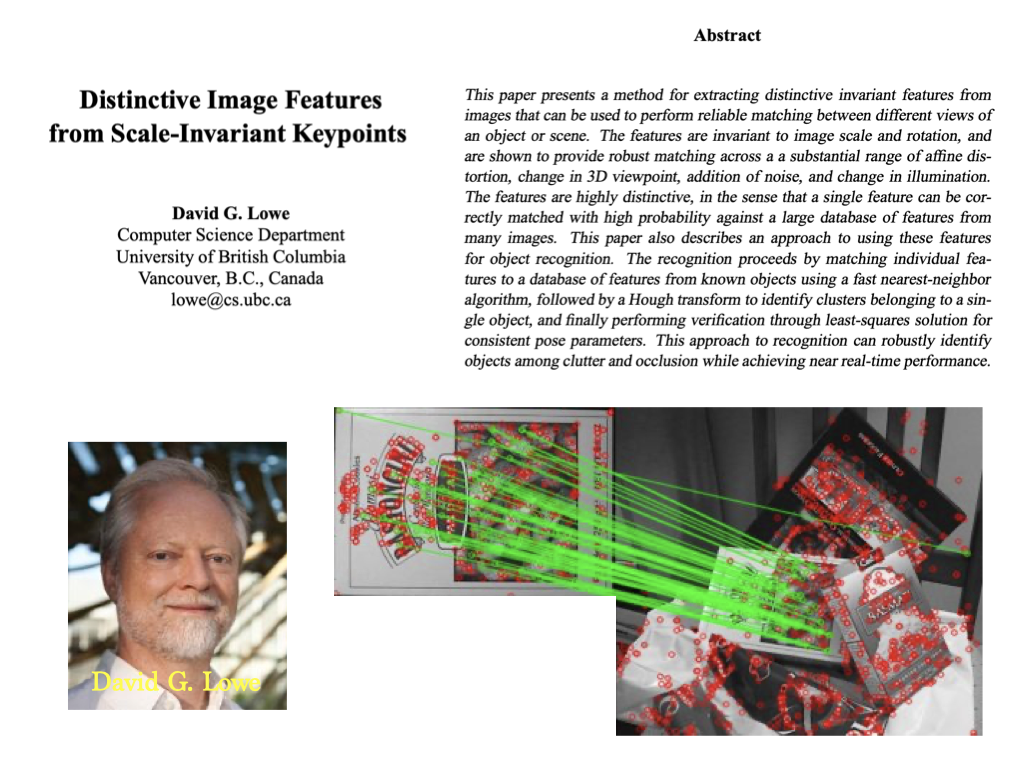 Distinctive Image Features
from Scale-Invariant Keypoints
David G. Lowe
Computer Science Department
University of British Columbia
Vancouver, B.C., Canada
lowe@cs.ubc.ca
Abstract
This paper presents a method for extracting distinctive invariant features from
images that can be used to perform reliable matching between different views of
an object or scene. The features are invariant to image scale and rotation, and
are shown to provide robust matching across a a substantial range of affine dis-
tortion, change in 3D viewpoint, addition of noise, and change in illumination.
The features are highly distinctive, in the sense that a single feature can be cor-
rectly matched with high probability against a large database of features from
many images. This paper also describes an approach to using these features
for object recognition. The recognition proceeds by matching individual fea-
tures to a database of features from known objects using a fast nearest-neighbor
algorithm, followed by a Hough transform to identify clusters belonging to a sin-
gle object, and finally performing verification through least-squares solution for
consistent pose parameters. This approach to recognition can robustly identify
objects among clutter and occlusion while achieving near real-time performance.
David G. Lowe